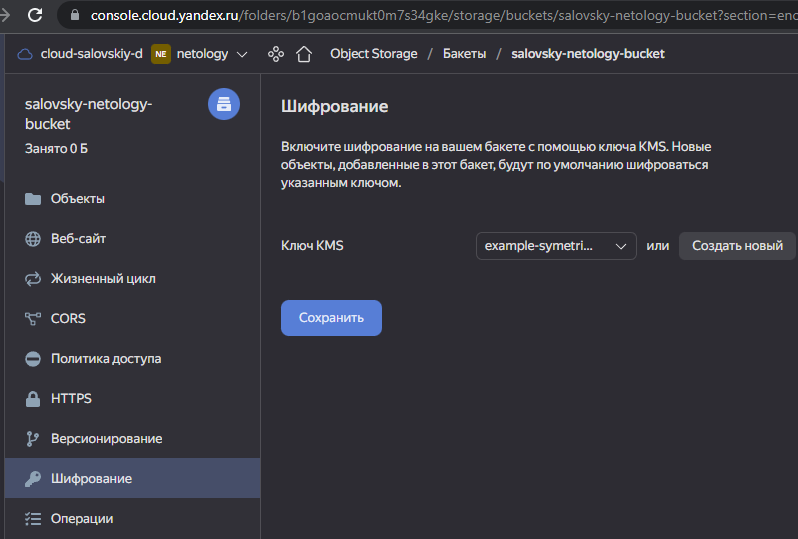 console.cloud.yandex.ru/folders/b1goaocmukt0m7s34gke/storage/buckets/salovsky-netology-bucket?section=enc
cloud-salovskiy-d NE netology Object Storage / Бакеты / salovsky-netology-bucket
salovsky-netology-
bucket
Занято 0 Б
Объекты
Веб-сайт
Жизненный цикл
CORS
Политика доступа
HTTPS
Версионирование
Шифрование
Операции
Шифрование
Включите шифрование на вашем бакете с помощью ключа KMS. Новые
объекты, добавленные в этот бакет, будут по умолчанию шифроваться
указанным ключом.
Ключ KMS example-symetri... или Создать новый
Сохранить